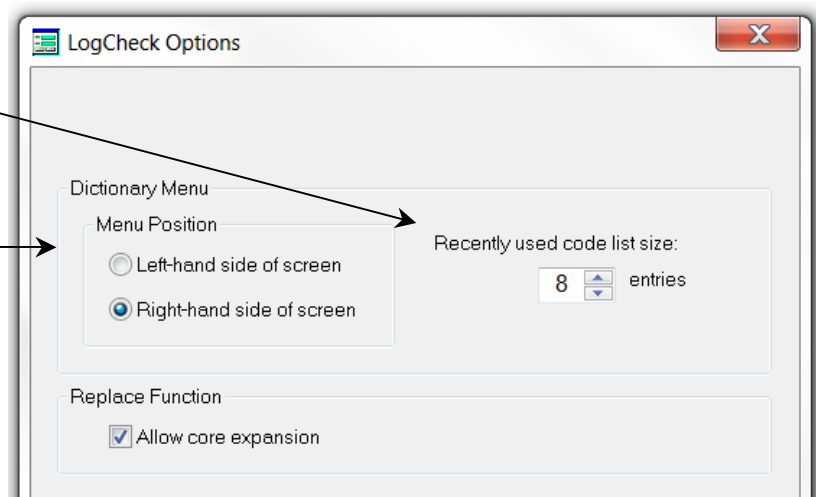 LogCheck Options
Dictionary Menu
Menu Position
Left-hand side of screen
Right-hand side of screen
Recently used code list size:
8 entries
Replace Function
Allow core expansion